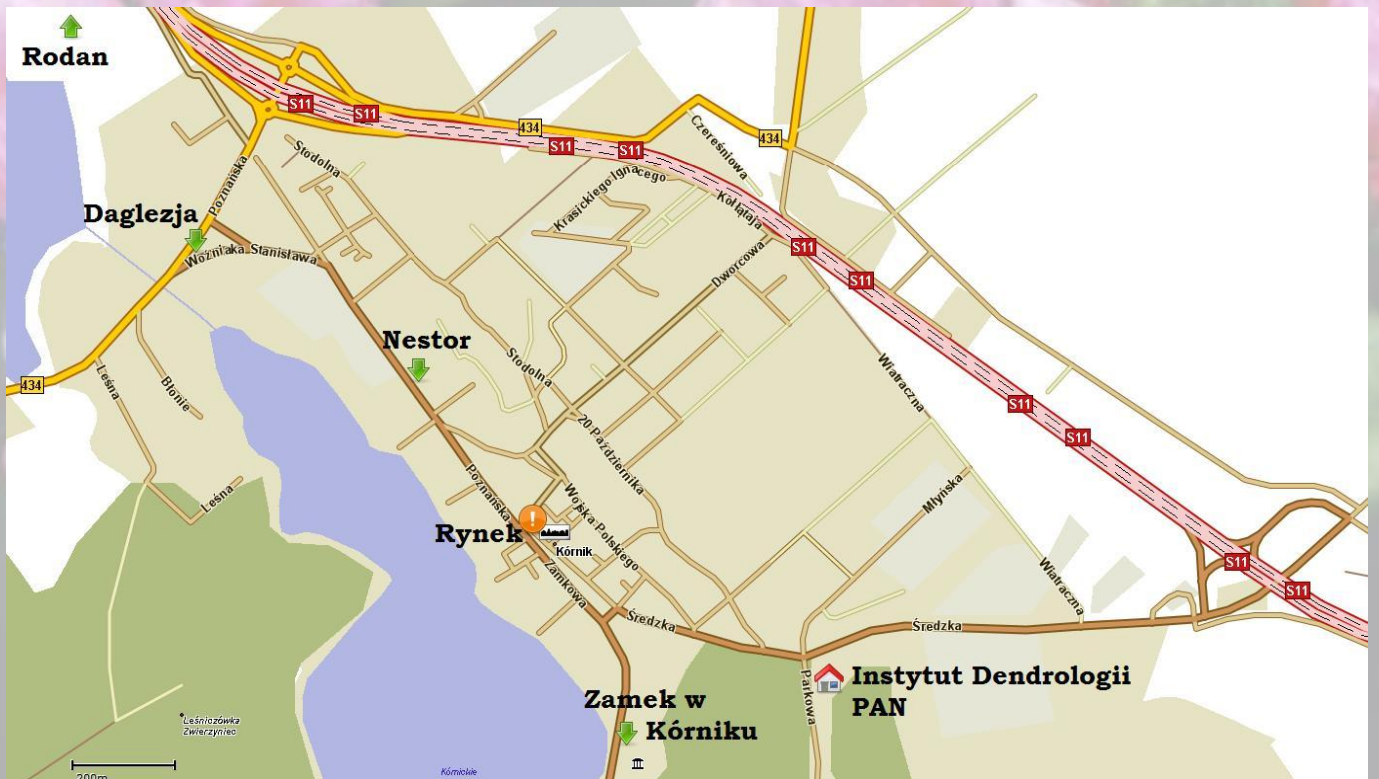 Rodan
S11
S11
434
S11
S11
434
Czereśniowa
Stodolna
Krasickiego Ignacego
Kołłątaja
Poznańska
Daglezja
Woźniaka Stanisława
Dworcowa
S11
S11
Nestor
Stodolna
Wiatraczna
434
Leśna
Błonie
S11
S11
20 Października
Leśna
Poznańska
Wojska Polskiego
Młyńska
Rynek
!
Kórnik
Zamkowa
S11
S11
Wiatraczna
Średzka
Średzka
Instytut Dendrologii
PAN
Parkowa
Zamek w
Kórniku
Leśniczówka
Zwierzyniec
200m
Kórnickie